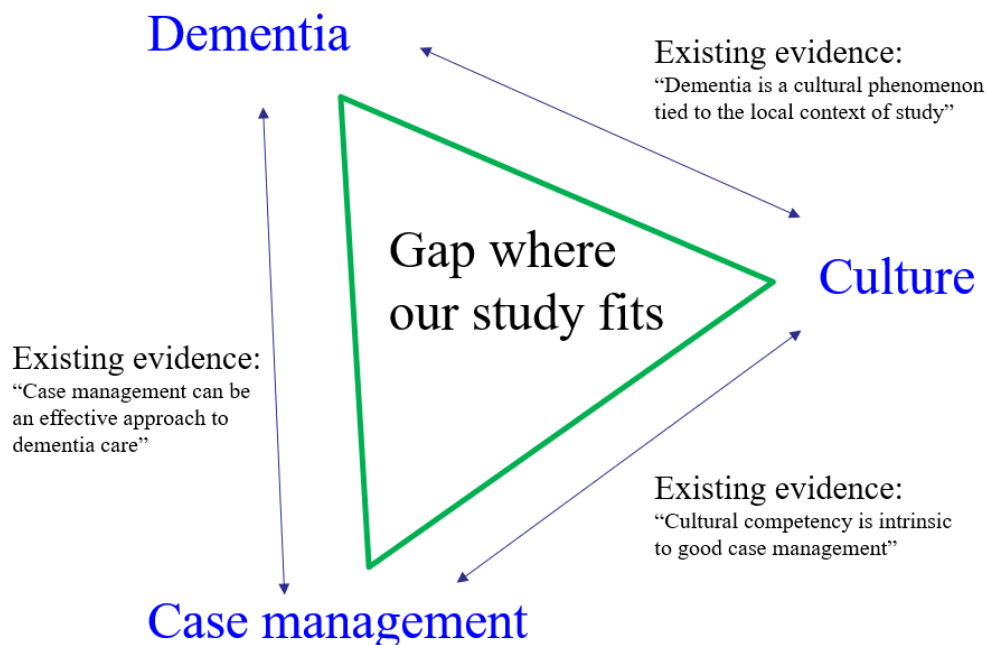 Dementia
Existing evidence:
“Dementia is a cultural phenomenon
tied to the local context of study”
Gap where
our study fits
Culture
Existing evidence:
“Case management can be
an effective approach to
dementia care”
Existing evidence:
“Cultural competency is intrinsic
to good case management”
Case management